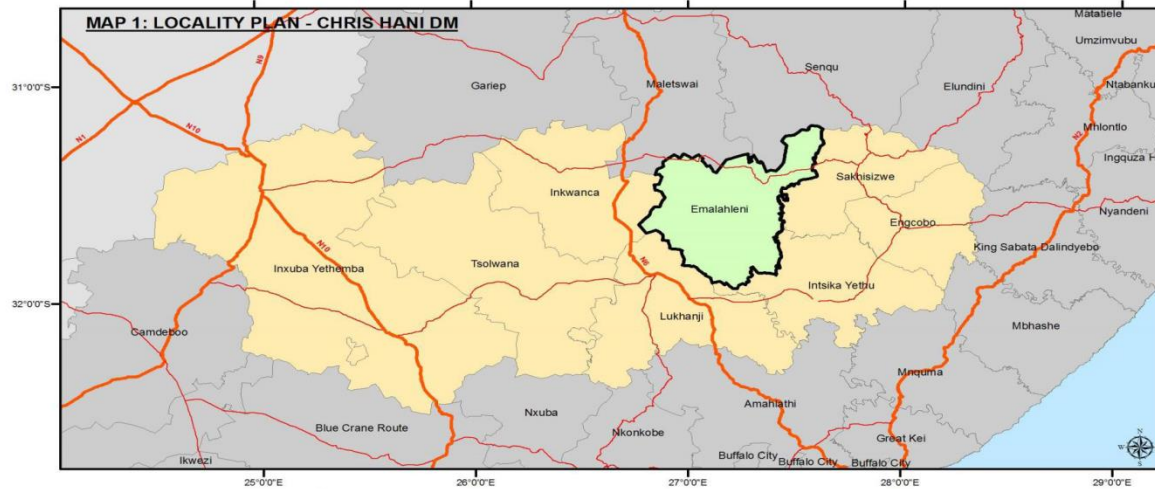 MAP 1: LOCALITY PLAN - CHRIS HANI DM
Matatiele
Umzimvubu
Senqu
Gariep
Maletswai
Elundini
Ntabanku
31°0'0"S
N9
N1
N10
N2
Mhlontlo
Ingquza H
Sakhisizwe
Inkwanca
Emalahleni
Nyandeni
Engcobo
King Sabata Dalindyebo
N10
N6
Inxuba Yethemba
Tsolwana
Intsika Yethu
32°0'0"S
Lukhanji
Mbhashe
Camdeboo
Mnquma
Amahlathi
Nxuba
Blue Crane Route
Nkonkobe
Great Kei
Ikwezi
Buffalo City
Buffalo City
Buffalo City
N
W
E
S
25°0'0"E
26°0'0"E
27°0'0"E
28°0'0"E
29°0'0"E